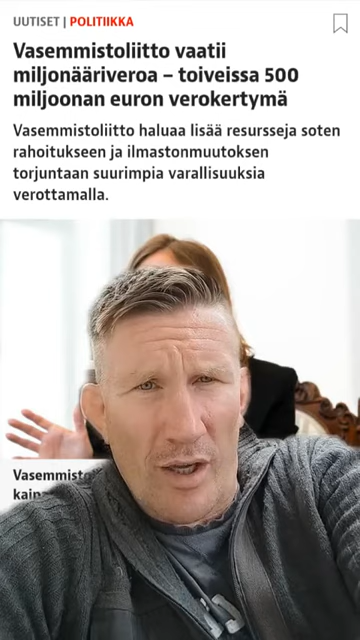 UUTISET | POLITIIKKA
Vasemmistoliitto vaatii
miljonääriveroa – toiveissa 500
miljoonan euron verokertymä
Vasemmistoliitto haluaa lisää resursseja soten
rahoitukseen ja ilmastonmuutoksen
torjuntaan suurimpia varallisuuksia
verottamalla.